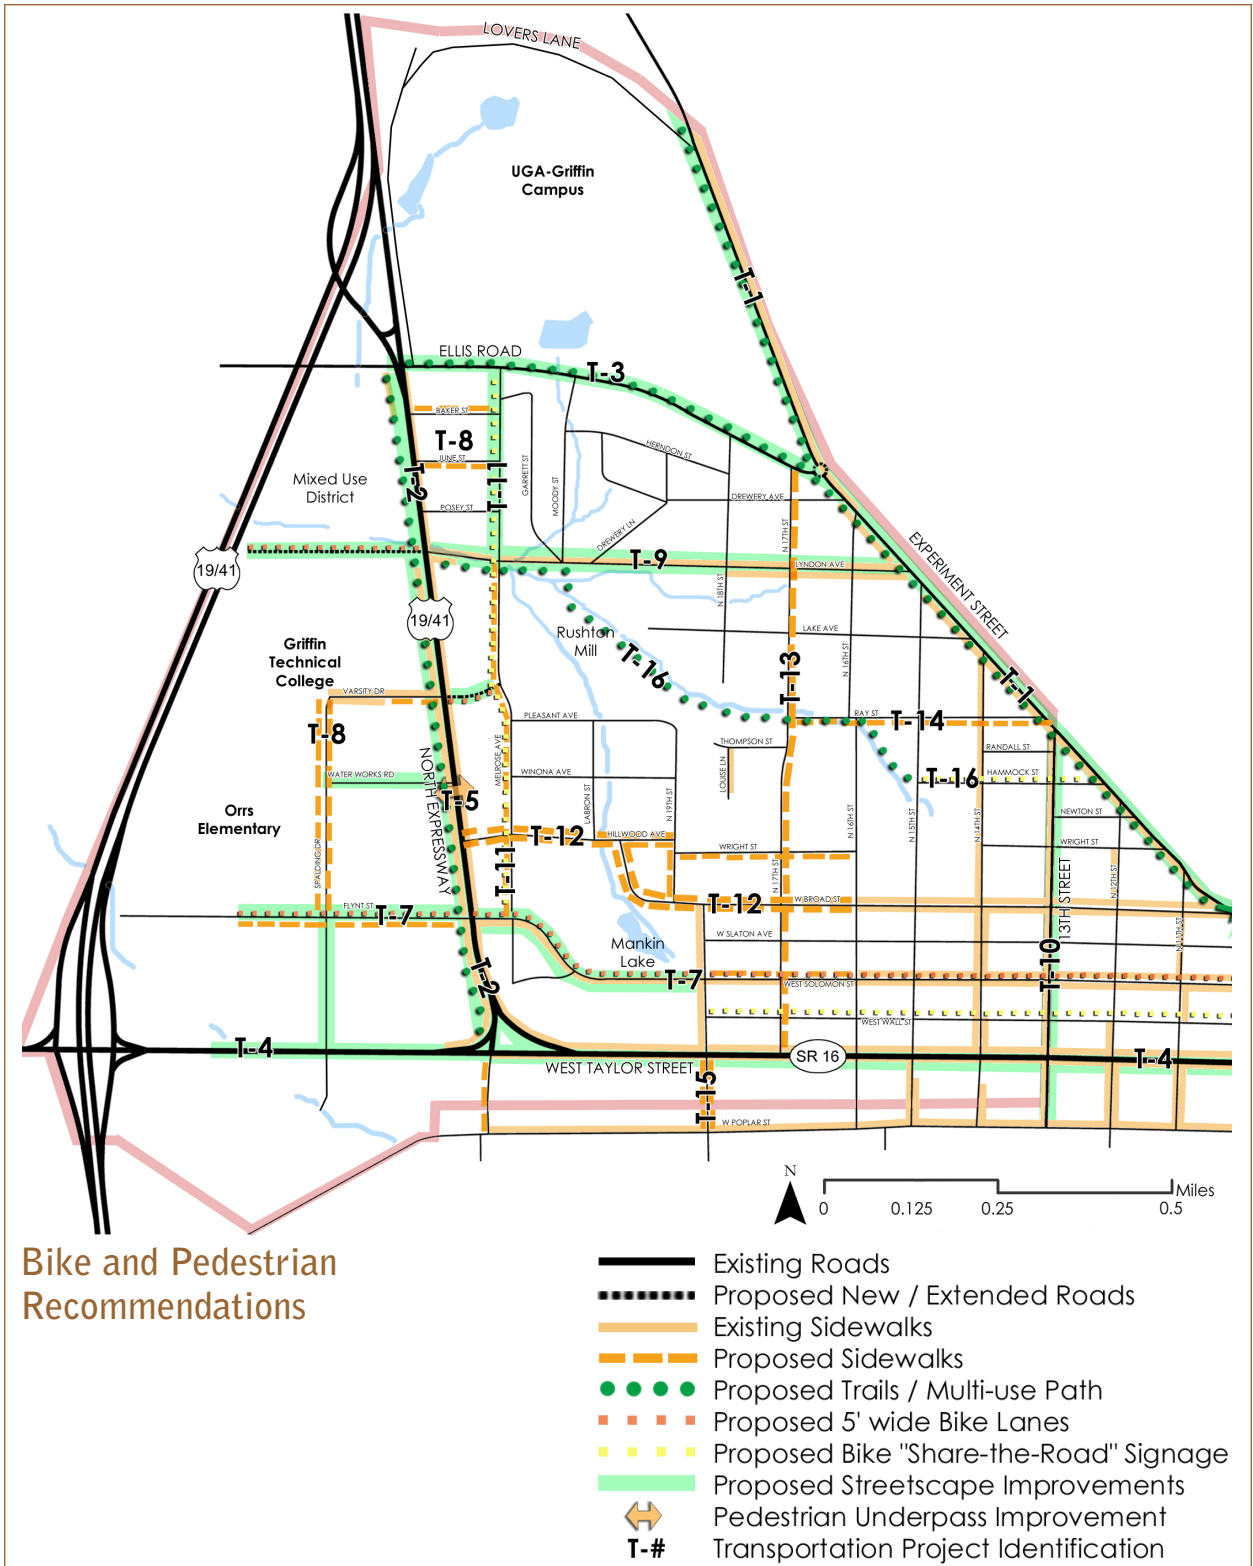 LOVERS LANE
UGA-Griffin
Campus
T-1
ELLIS ROAD
T-3
BAKER ST
T-8
JUNE ST
T-2
T-11
POSEY ST
GARRETT ST
MOODY ST
HERNDON ST
DREWERY AVE
DREWERY LN
N 17TH ST
Mixed Use
District
19/41
T-9
LYNDON AVE
EXPERIMENT STREET
N 18TH ST
19/41
LAKE AVE
Rushton
Mill
T-16
T-13
N 16TH ST
T-1
Griffin
Technical
College
VARSITY DR
T-8
PLEASANT AVE
RAY ST
T-14
THOMPSON ST
RANDALL ST
NORTH EXPRESSWAY
MELROSE AVE
WATER WORKS RD
WINONA AVE
LOUISE LN
T-16
HAMMOCK ST
T-5
LABRON ST
N 19TH ST
Orrs
Elementary
NEWTON ST
T-12
HILLWOOD AVE
WRIGHT ST
N 16TH ST
N 15TH ST
N 14TH ST
WRIGHT ST
SPALDING DR
T-11
N 17TH ST
13TH STREET
N 12TH ST
T-12
W BROAD ST
FLYNT ST
T-7
W SLATON AVE
N 11TH ST
Mankin
Lake
T-10
T-2
T-7
WEST SOLOMON ST
WEST WALL ST
T-4
WEST TAYLOR STREET
SR 16
T-4
T-15
W POPLAR ST
N
Miles
0
0.125
0.25
0.5
Bike and Pedestrian
Recommendations
Existing Roads
Proposed New / Extended Roads
Existing Sidewalks
Proposed Sidewalks
Proposed Trails / Multi-use Path
Proposed 5' wide Bike Lanes
Proposed Bike "Share-the-Road" Signage
Proposed Streetscape Improvements
Pedestrian Underpass Improvement
T-# Transportation Project Identification